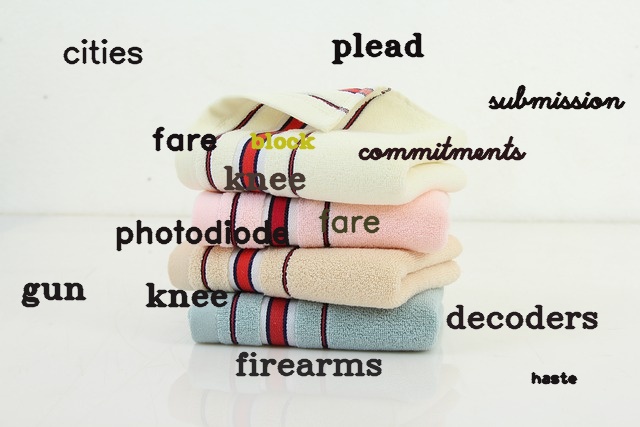 cities
plead
submission
fare
block
commitments
knee
fare
photodiode
gun
knee
decoders
firearms
haste